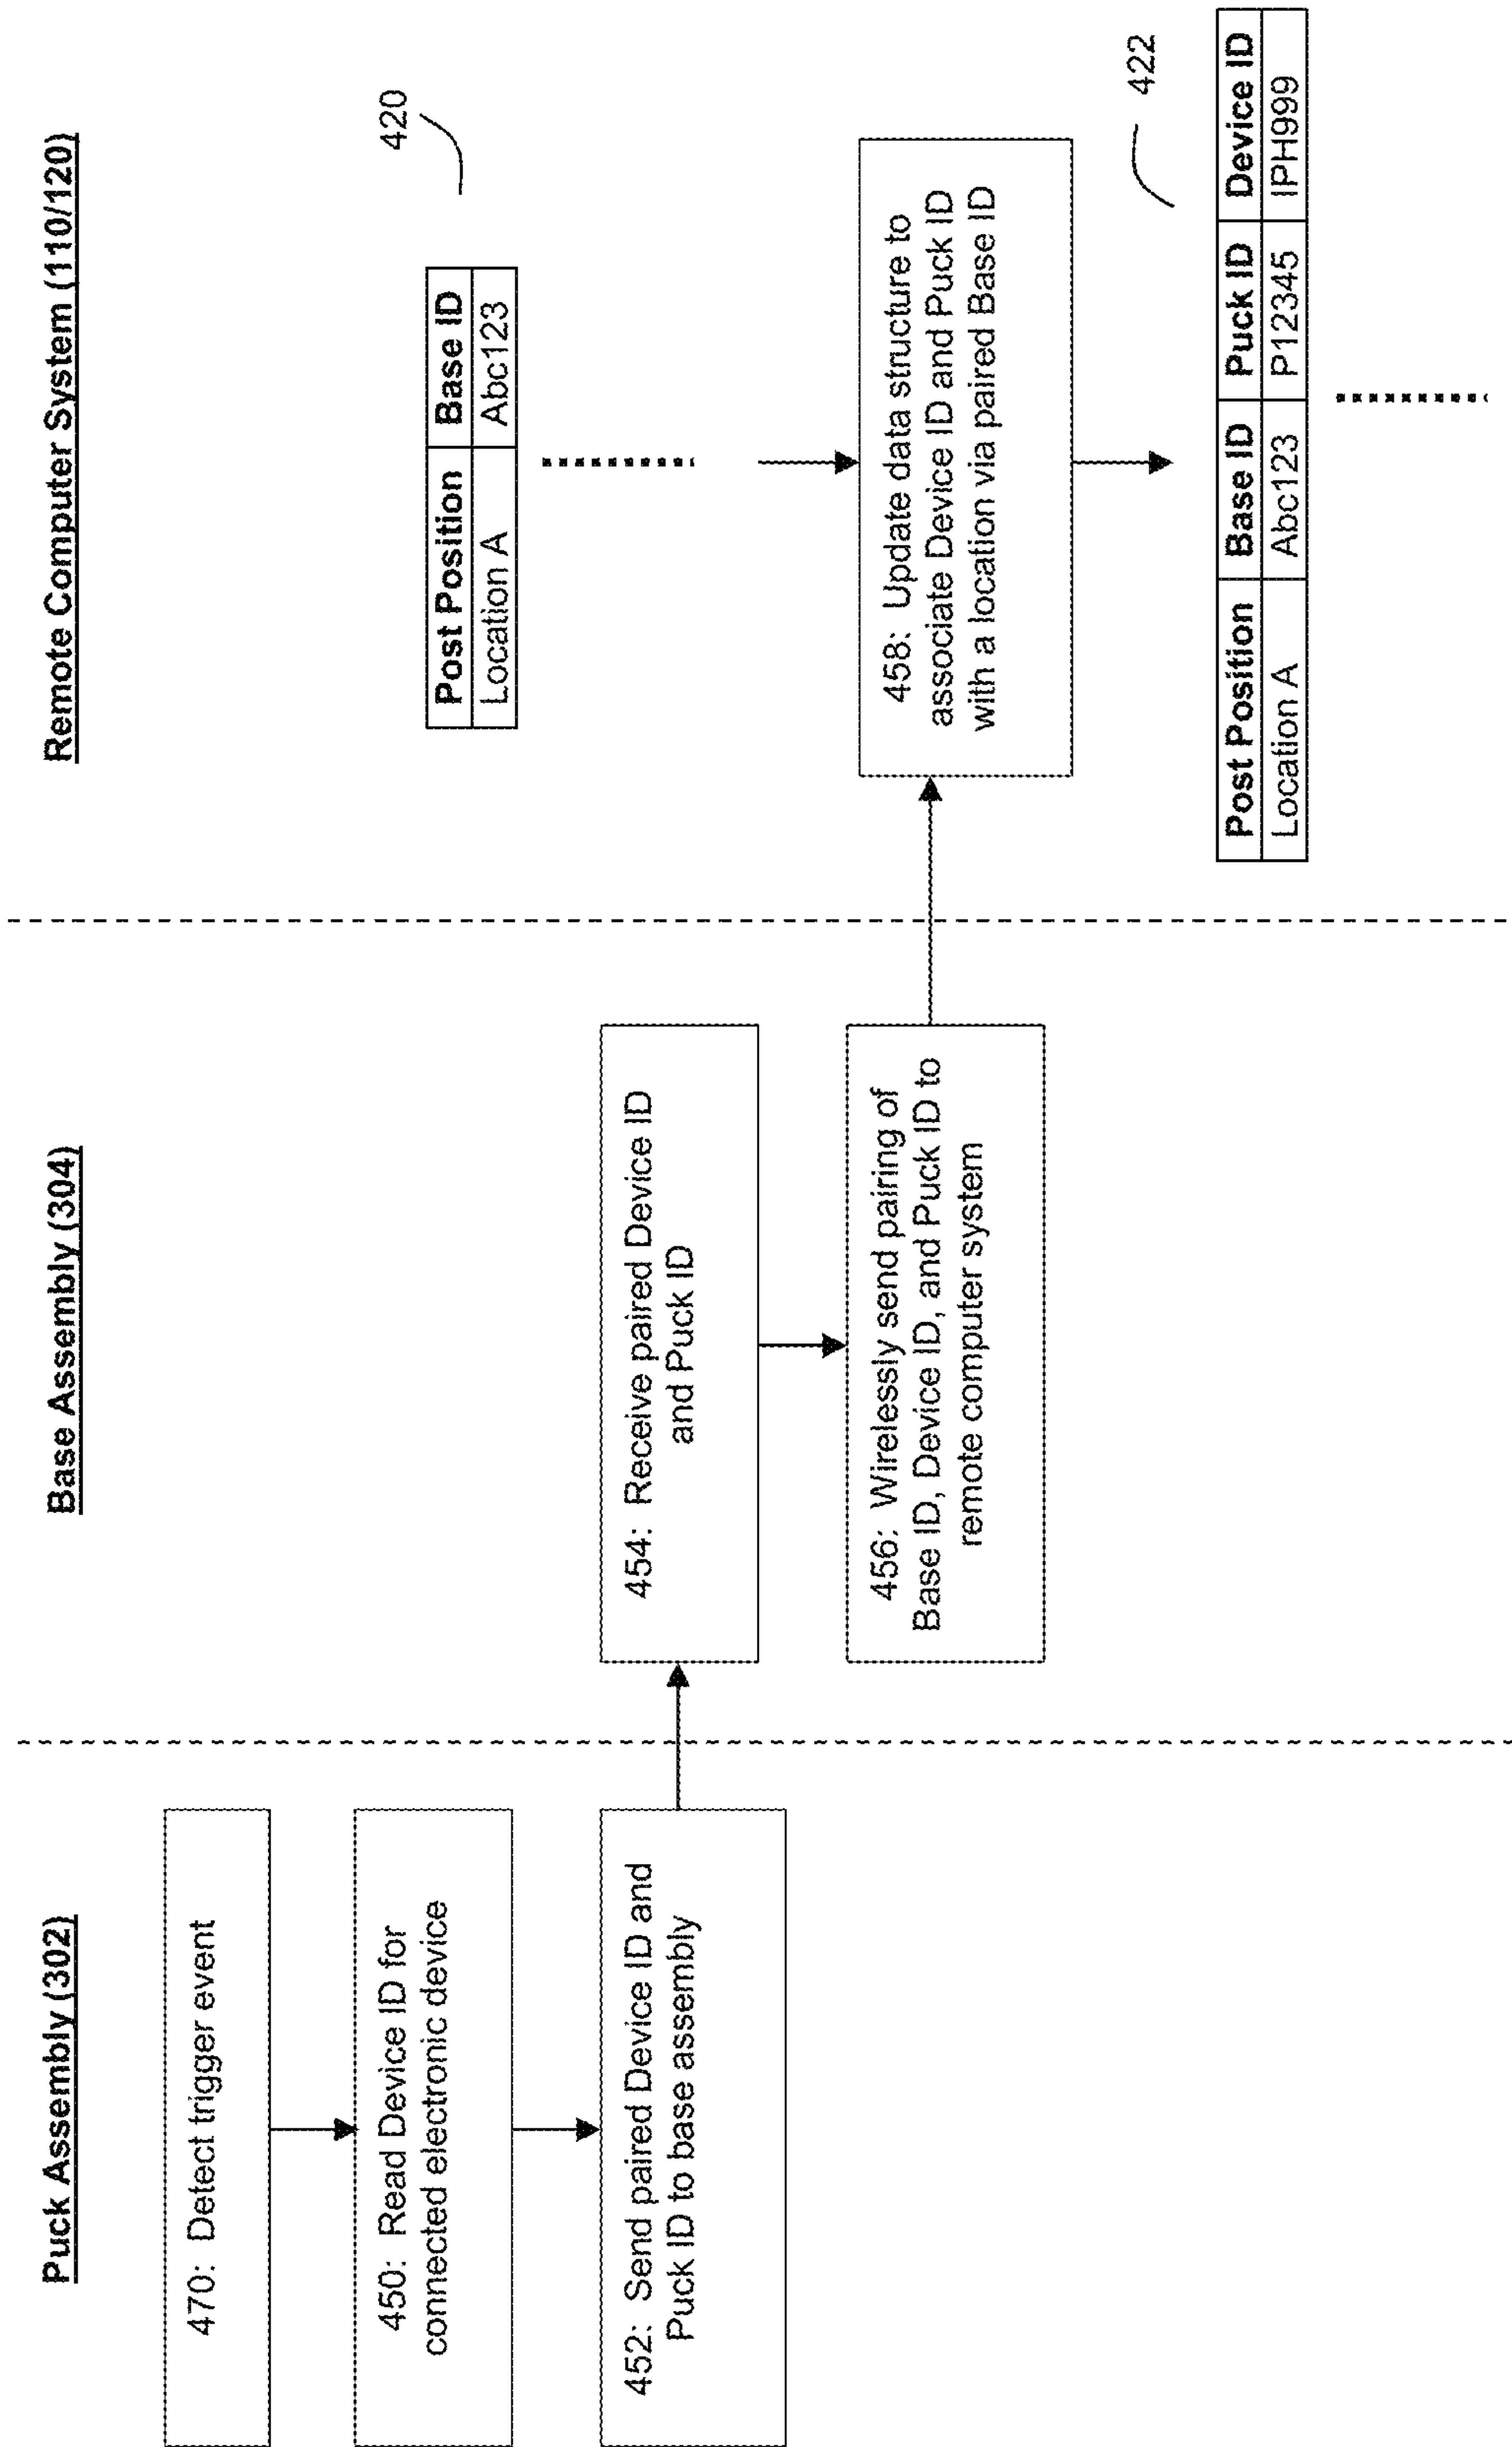 Puck Assembly (302)
470: Detect trigger event
450: Read Device ID for
connected electronic device
452: Send paired Device ID and
Puck ID to base assembly
Base Assembly (304)
454: Receive paired Device ID
and Puck ID
456: Wirelessly send pairing of
Base ID, Device ID, and Puck ID to
remote computer system
Remote Computer System (110/120)
420
Post Position Base ID
Location A Abc123
458: Update data structure to
associate Device ID and Puck ID
with a location via paired Base ID
422
Post Position Base ID Puck ID Device ID
Location A Abc123 P12345 IPH999